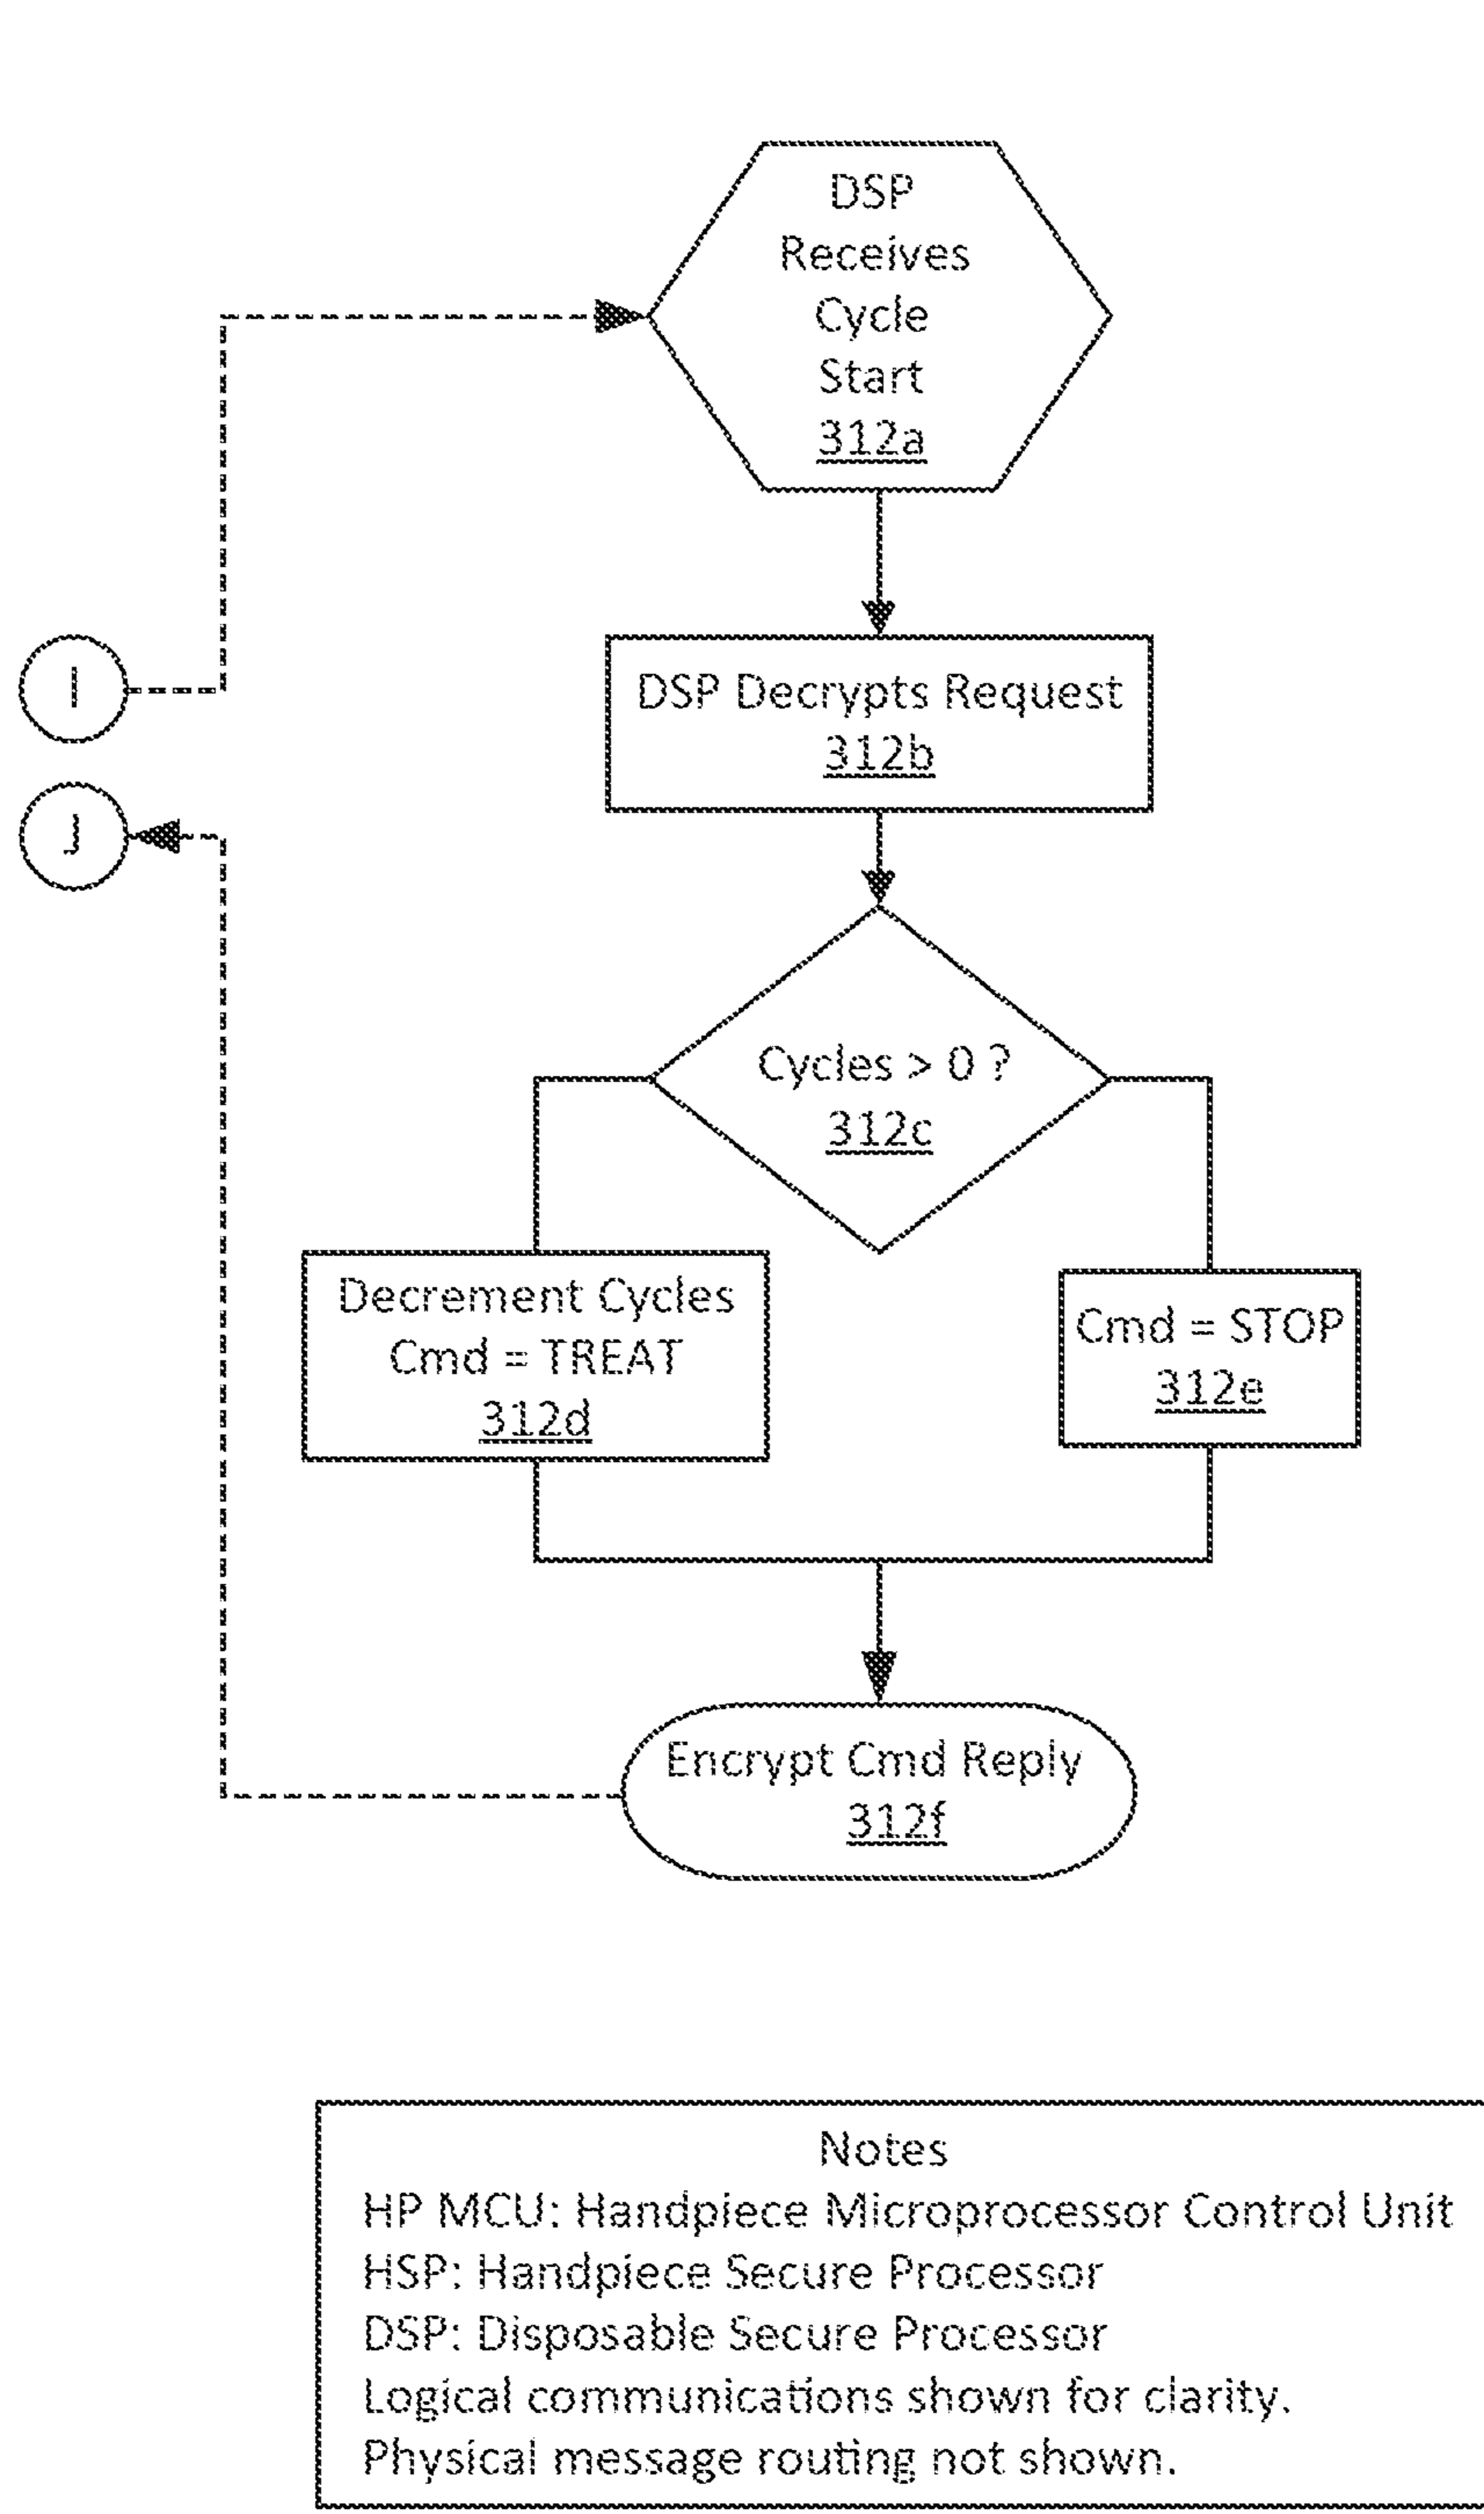 DSP
Receives
Cycle
Start
312a
I
DSP Decrypts Request
312b
J
Cycles > 0 ?
312c
Decrement Cycles
Cmd = TREAT
312d
Cmd = STOP
312e
Encrypt Cmd Reply
312f
Notes
HP MCU: Handpiece Microprocessor Control Unit
HSP: Handpiece Secure Processor
DSP: Disposable Secure Processor
Logical communications shown for clarity.
Physical message routing not shown.